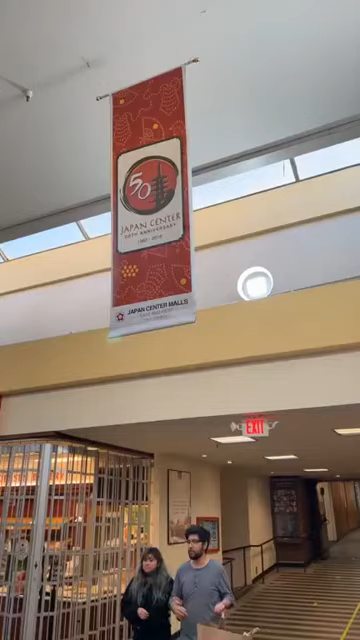 50
JAPAN CENTER
50TH ANNIVERSARY
JAPAN CENTER MALLS
EXIT